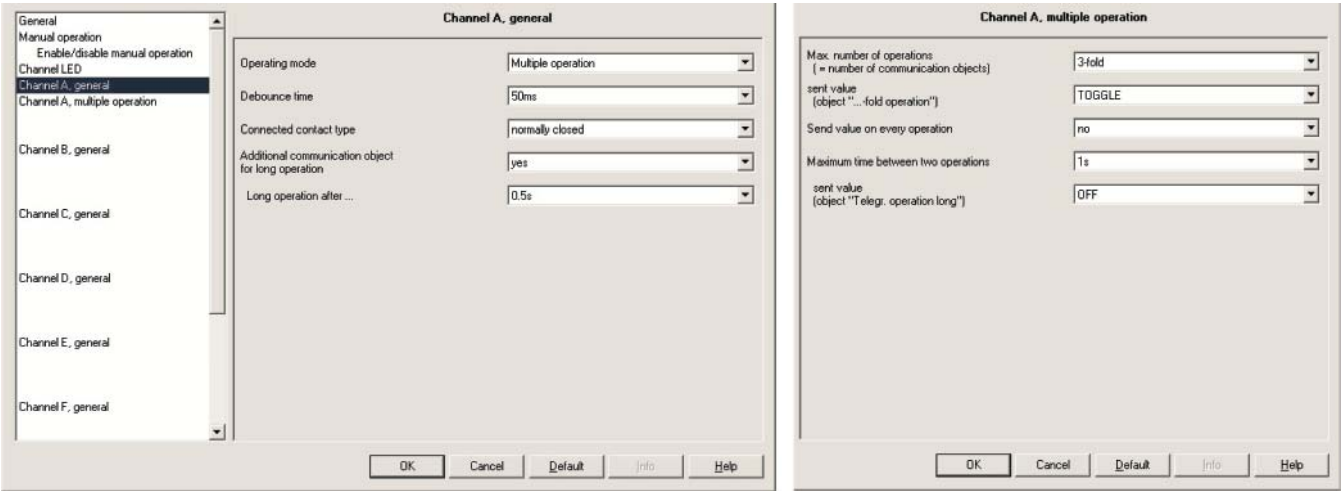 General
Manual operation
Enable/disable manual operation
Channel LED
Channel A, general
Channel A, multiple operation
Channel B, general
Channel C, general
Channel D, general
Channel E, general
Channel F, general
Channel A, general
Operating mode
Multiple operation
Debounce time
50ms
Connected contact type
normally closed
Additional communication object
for long operation
yes
Long operation after ...
0.5s
OK
Cancel
Default
Info
Help
Channel A, multiple operation
Max. number of operations
( = number of communication objects)
3-fold
sent value
(object "...-fold operation")
TOGGLE
Send value on every operation
no
Maximum time between two operations
1s
sent value
(object "Telegr. operation long")
OFF
OK
Cancel
Default
Info
Help